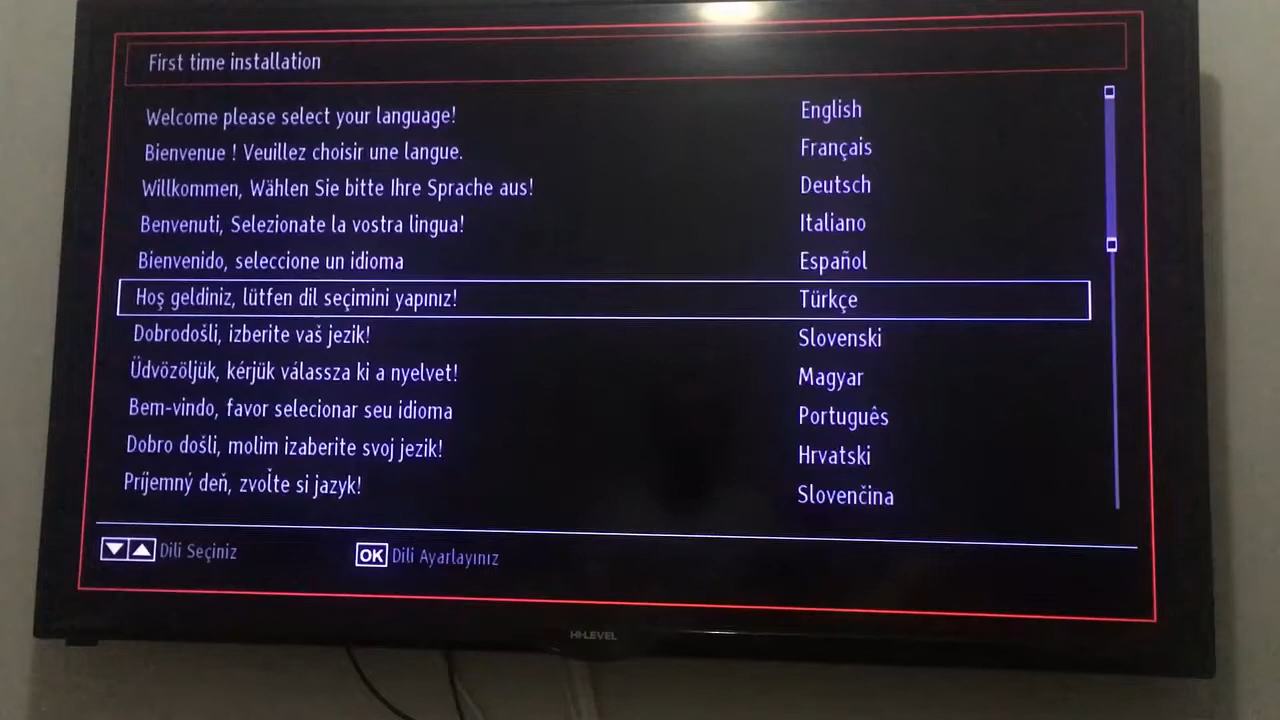 First time installation
Welcome please select your language! English
Bienvenue ! Veuillez choisir une langue. Français
Willkommen, Wählen Sie bitte Ihre Sprache aus! Deutsch
Benvenuti, Selezionate la vostra lingua! Italiano
Bienvenido, seleccione un idioma Español
Hoş geldiniz, lütfen dil seçimini yapınız! Türkçe
Dobrodošli, izberite vaš jezik! Slovenski
Üdvözöljük, kérjük válassza ki a nyelvet! Magyar
Bem-vindo, favor selecionar seu idioma Português
Dobro došli, molim izaberite svoj jezik! Hrvatski
Príjemný deň, zvoľte si jazyk! Slovenčina
Dili Seçiniz OK Dili Ayarlayınız
HI-LEVEL